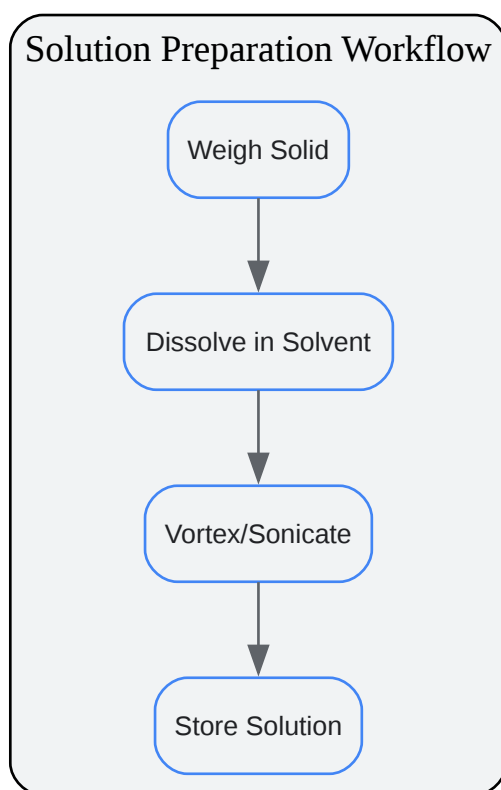 Solution Preparation Workflow
Weigh Solid
Dissolve in Solvent
Vortex/Sonicate
Store Solution